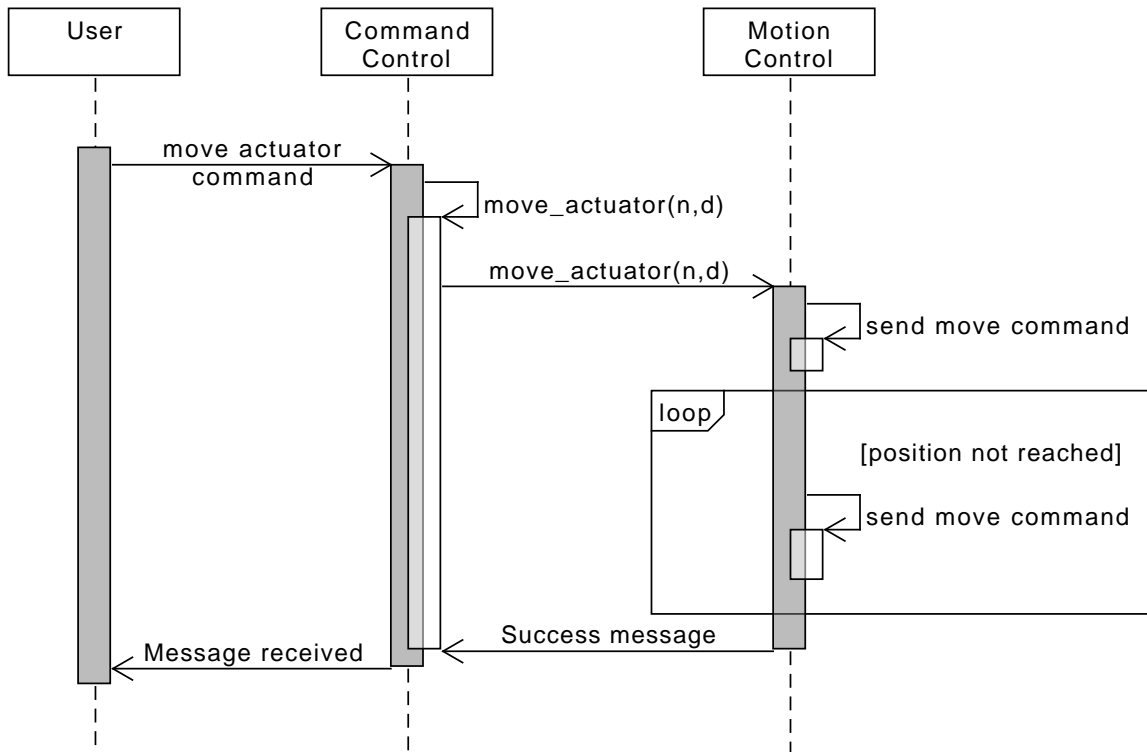 User
Command
Control
Motion
Control
move actuator
command
move_actuator(n,d)
move_actuator(n,d)
send move command
loop
[position not reached]
send move command
Success message
Message received